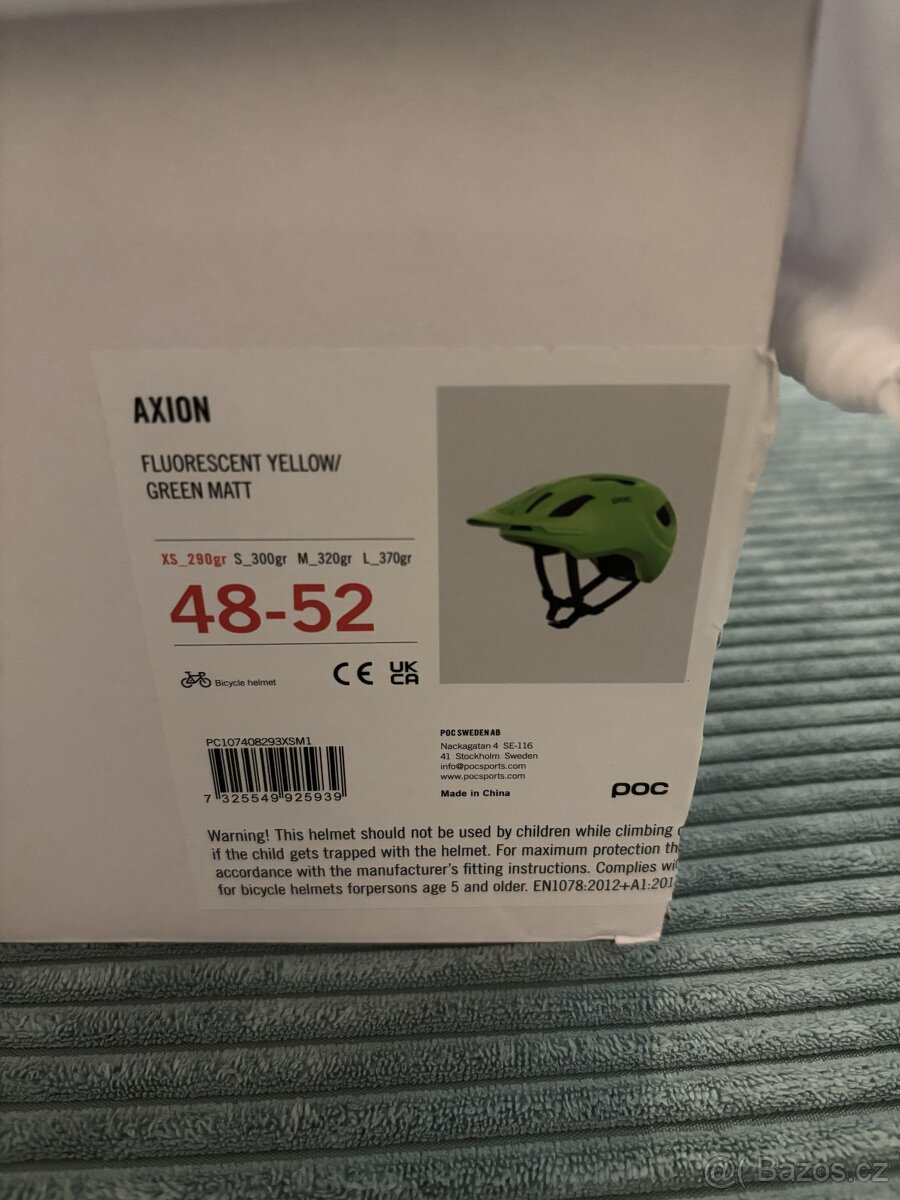 AXION
FLUORESCENT YELLOW/
GREEN MATT
XS_290gr S_300gr M_320gr L_370gr
48-52
Bicycle helmet
CE UK CA
poc
PC107408293XSM1
7 325549 925939
POC SWEDEN AB
Nackagatan 4 SE-116
41 Stockholm Sweden
info@pocsports.com
www.pocsports.com
Made in China
poc
Warning! This helmet should not be used by children while climbing
if the child gets trapped with the helmet. For maximum protection th
accordance with the manufacturer's fitting instructions. Complies wi
for bicycle helmets forpersons age 5 and older. EN1078:2012+A1:201
@( Bazos.cz